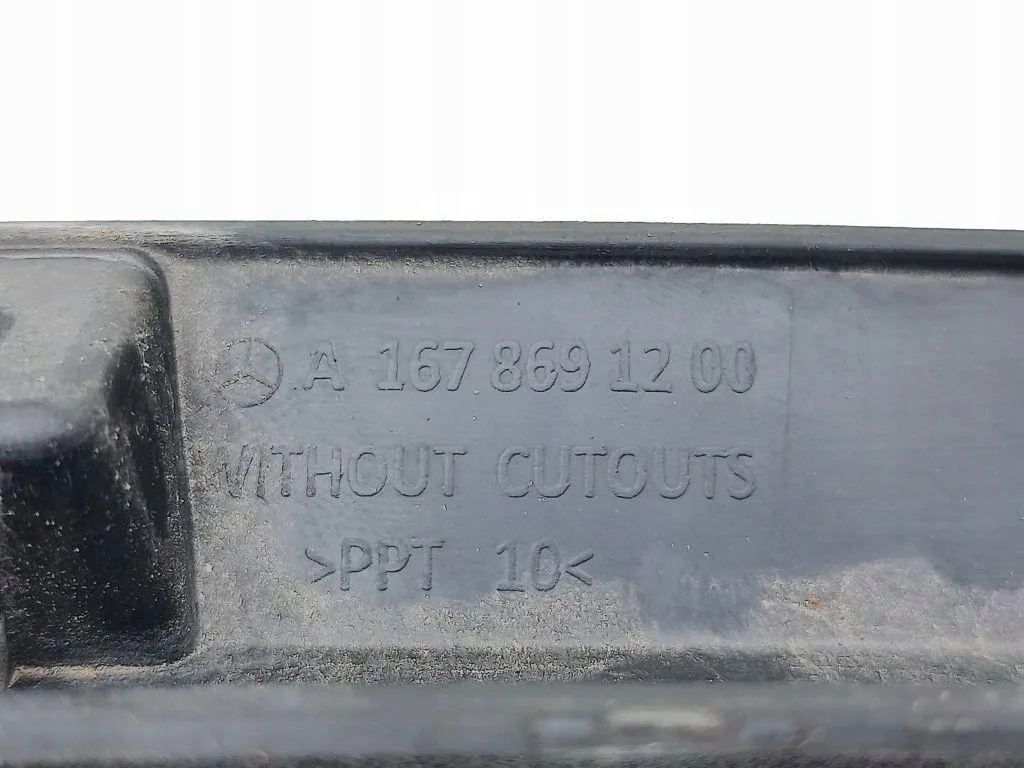 A 167 869 12 00
WITHOUT CUTOUTS
>PPT 10<